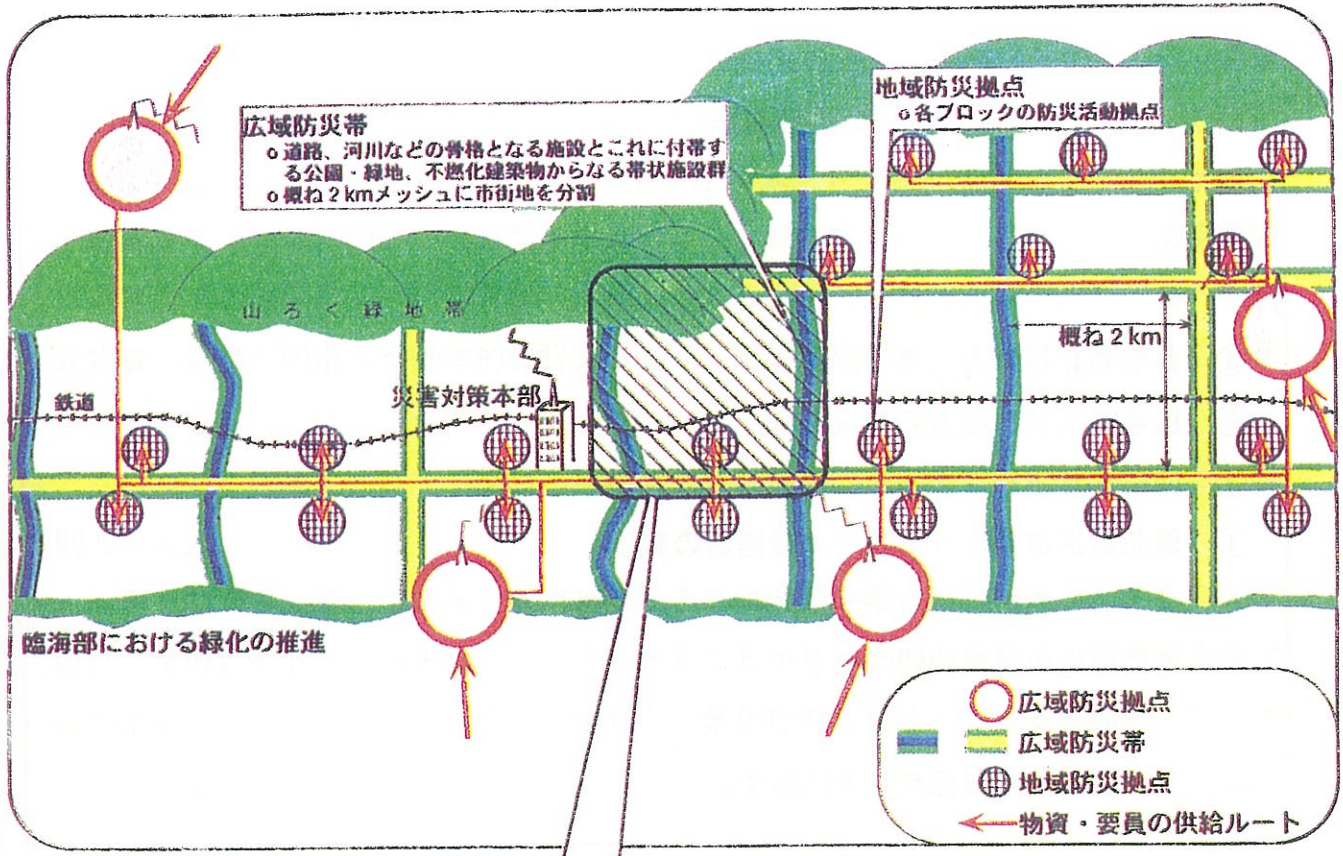 広域防災帯
○道路、河川などの骨格となる施設とこれに付帯す
る公園・緑地、不燃化建築物からなる帯状施設群
○概ね2kmメッシュに市街地を分割
地域防災拠点
○各ブロックの防災活動拠点
山ろく緑地帯
概ね2km
鉄道
災害対策本部
臨海部における緑化の推進
広域防災拠点
広域防災帯
地域防災拠点
物資・要員の供給ルート